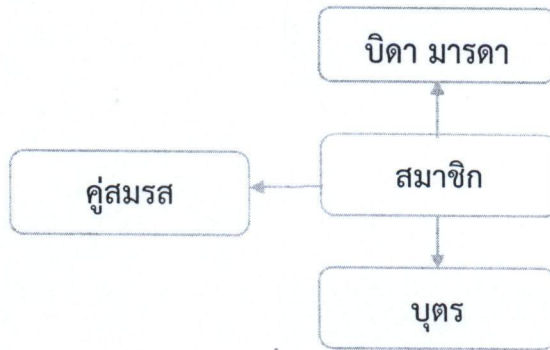 บิดา มารดา
สมาชิก
คู่สมรส
บุตร